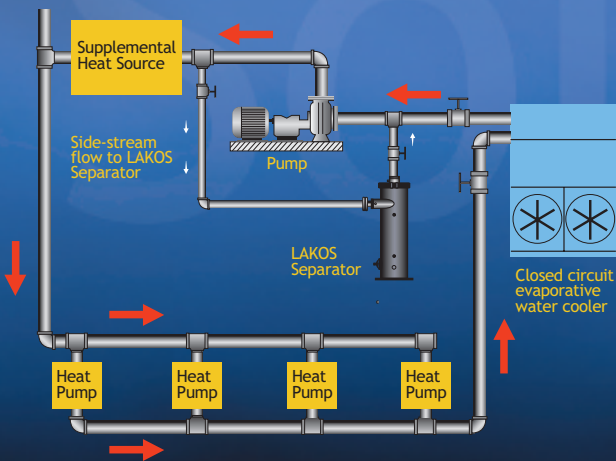 Supplemental
Heat Source
Side-stream
flow to LAKOS
Separator
Pump
LAKOS
Separator
Closed circuit
evaporative
water cooler
Heat
Pump
Heat
Pump
Heat
Pump
Heat
Pump